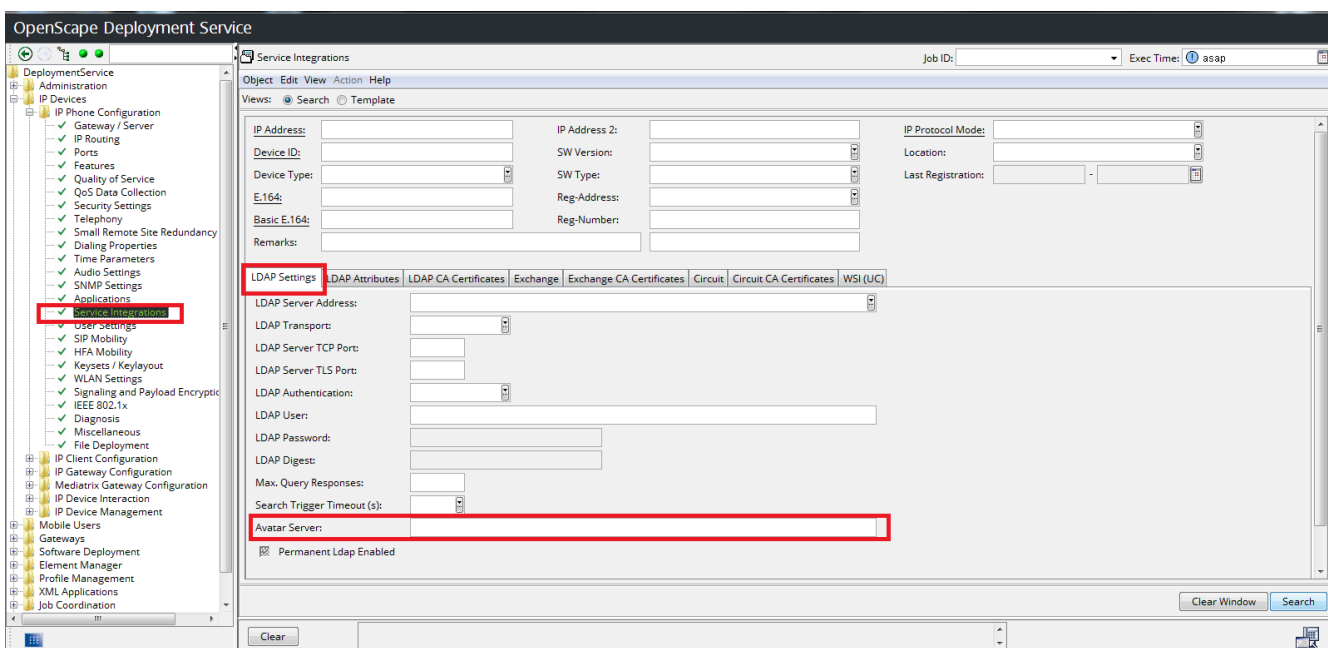 OpenScape Deployment Service
Service Integrations Job ID: Exec Time: asap
DeploymentService
Administration
IP Devices
IP Phone Configuration
Gateway / Server
IP Routing
Ports
Features
Quality of Service
QoS Data Collection
Security Settings
Telephony
Small Remote Site Redundancy
Dialing Properties
Time Parameters
Audio Settings
SNMP Settings
Applications
Service Integrations
User Settings
SIP Mobility
HFA Mobility
Keysets / Keylayout
WLAN Settings
Signaling and Payload Encryptic
IEEE 802.1x
Diagnosis
Miscellaneous
File Deployment
IP Client Configuration
IP Gateway Configuration
Mediatrix Gateway Configuration
IP Device Interaction
IP Device Management
Mobile Users
Gateways
Software Deployment
Element Manager
Profile Management
XML Applications
Job Coordination
Object Edit View Action Help
Views: Search Template
IP Address: IP Address 2: IP Protocol Mode:
Device ID: SW Version: Location:
Device Type: SW Type: Last Registration: -
E.164: Reg-Address:
Basic E.164: Reg-Number:
Remarks:
LDAP Settings LDAP Attributes LDAP CA Certificates Exchange Exchange CA Certificates Circuit Circuit CA Certificates WSI (UC)
LDAP Server Address:
LDAP Transport:
LDAP Server TCP Port:
LDAP Server TLS Port:
LDAP Authentication:
LDAP User:
LDAP Password:
LDAP Digest:
Max. Query Responses:
Search Trigger Timeout (s):
Avatar Server:
Permanent Ldap Enabled
Clear Window Search
Clear